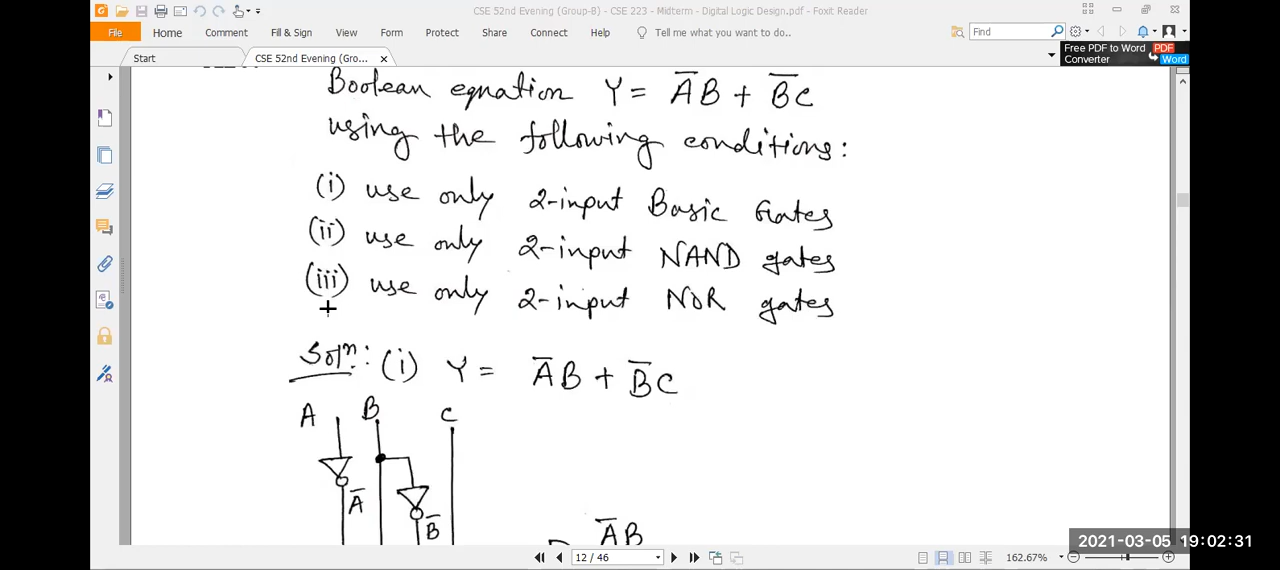 CSE 52nd Evening (Group-B) - CSE 223 - Midterm - Digital Logic Design.pdf - Foxit Reader
File Home Comment Fill & Sign View Form Protect Share Connect Help Tell me what you want to do.. Find
Start CSE 52nd Evening (Gro... Free PDF to Word Converter PDF Word
Boolean equation Y = A̅B + B̅C
using the following conditions:
(i) use only 2-input Basic Gates
(ii) use only 2-input NAND gates
(iii) use only 2-input NOR gates
Solⁿ: (i) Y = A̅B + B̅C
A B C
A̅
B̅
A̅B
2021-03-05 19:02:31
12 / 46 162.67%